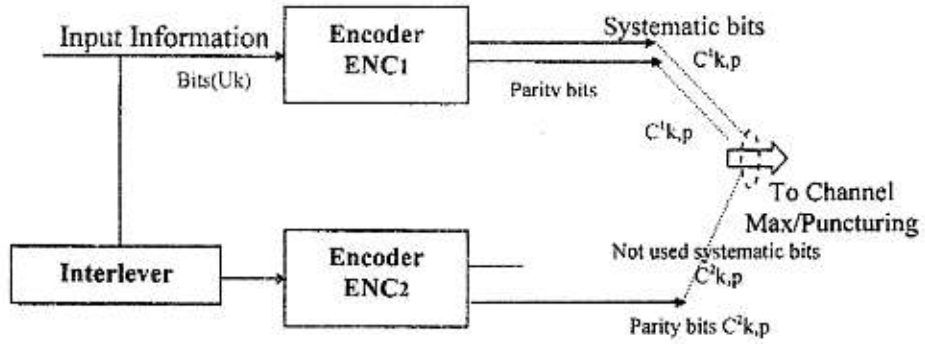 Input Information
Bits(Uk)
Encoder
ENC1
Systematic bits
C¹k,p
Parity bits
C¹k,p
To Channel
Max/Puncturing
Interlever
Encoder
ENC2
Not used systematic bits
C²k,p
Parity bits C²k,p